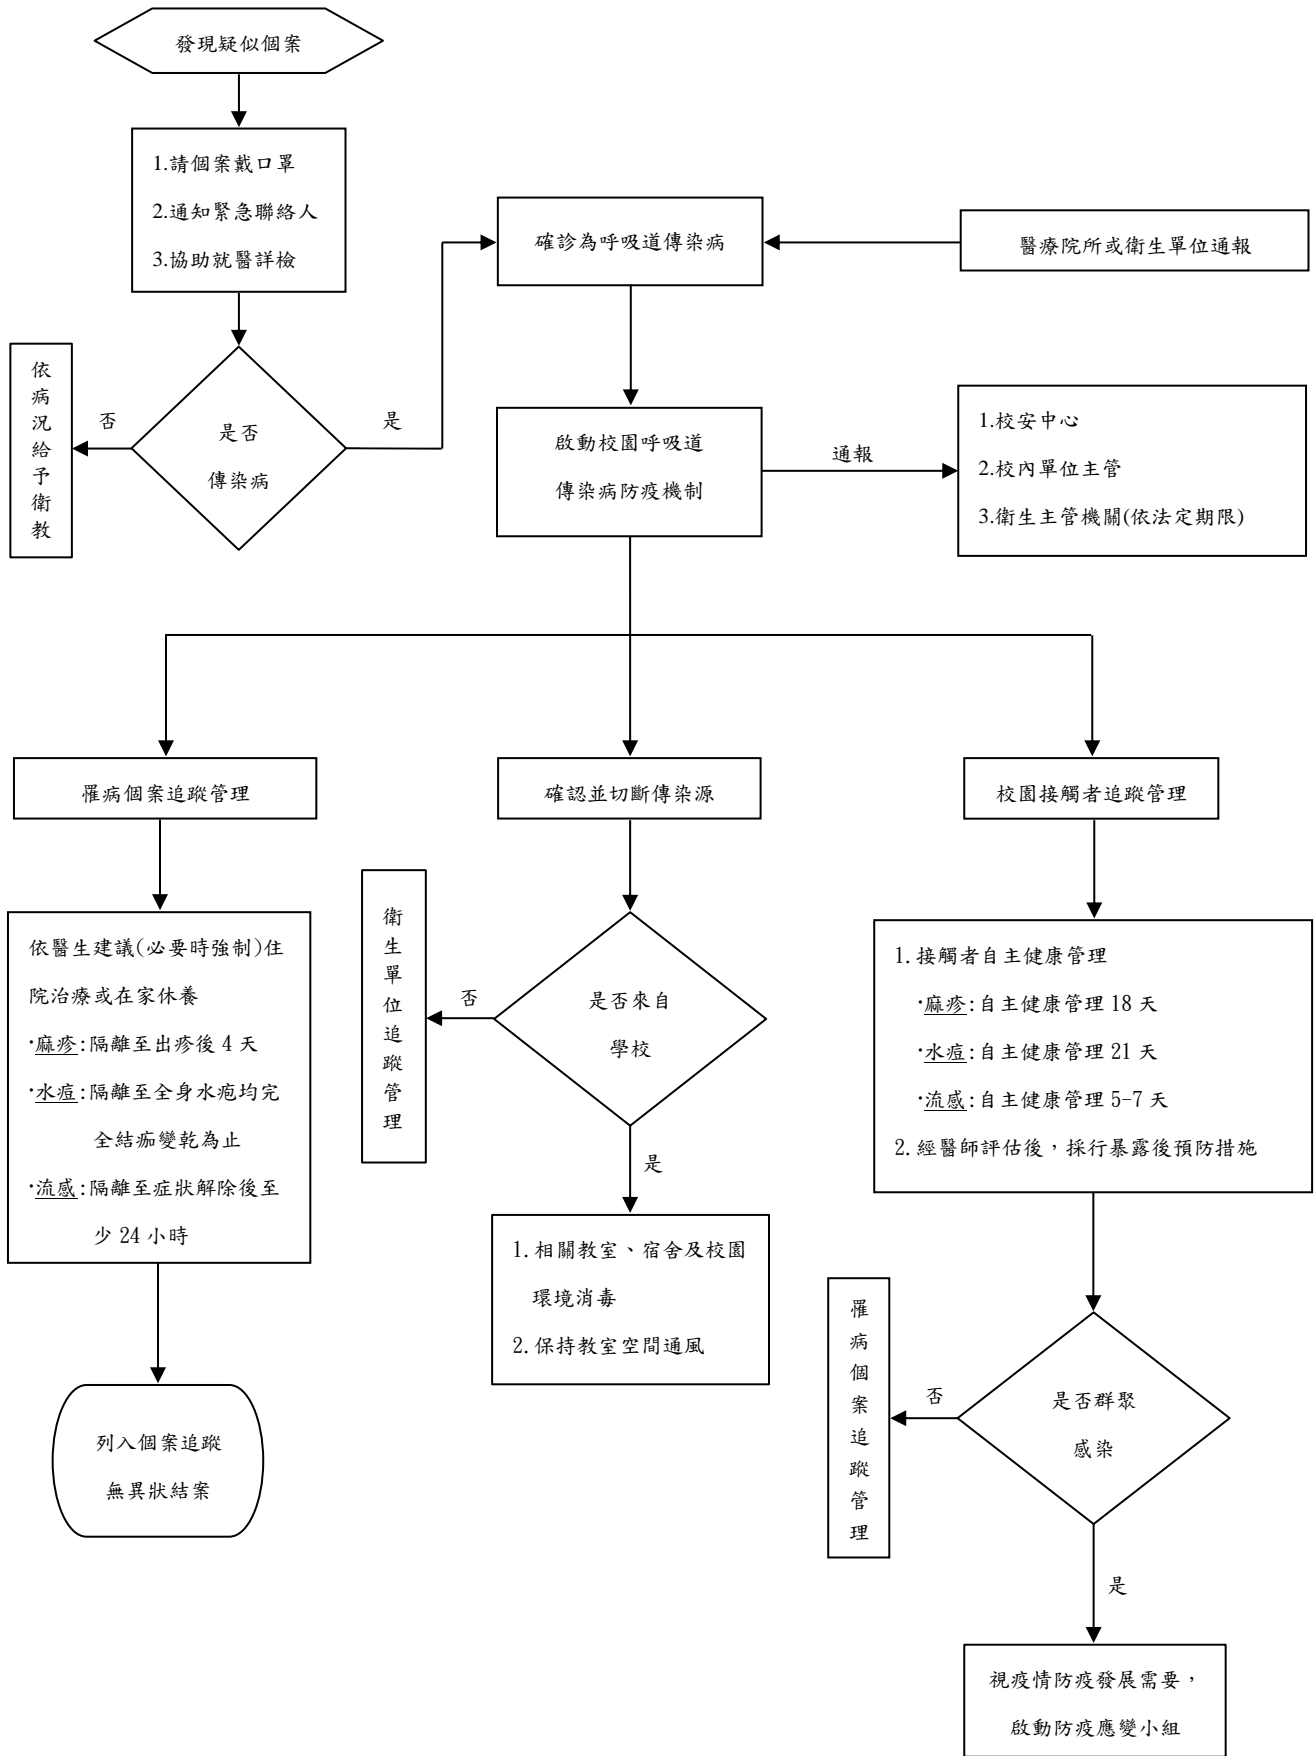 發現疑似個案
1.請個案戴口罩
2.通知緊急聯絡人
3.協助就醫詳檢
確診為呼吸道傳染病
醫療院所或衛生單位通報
依病況給予衛教
否
是否
傳染病
是
啟動校園呼吸道
傳染病防疫機制
通報
1.校安中心
2.校內單位主管
3.衛生主管機關(依法定期限)
罹病個案追蹤管理
確認並切斷傳染源
校園接觸者追蹤管理
依醫生建議(必要時強制)住
院治療或在家休養
‧麻疹:隔離至出疹後 4 天
‧水痘:隔離至全身水疱均完
全結痂變乾為止
‧流感:隔離至症狀解除後至
少 24 小時
列入個案追蹤
無異狀結案
衛生單位追蹤管理
否
是否來自
學校
是
1.相關教室、宿舍及校園
環境消毒
2.保持教室空間通風
1.接觸者自主健康管理
‧麻疹:自主健康管理 18 天
‧水痘:自主健康管理 21 天
‧流感:自主健康管理 5-7 天
2.經醫師評估後，採行暴露後預防措施
罹病個案追蹤管理
否
是否群聚
感染
是
視疫情防疫發展需要，
啟動防疫應變小組